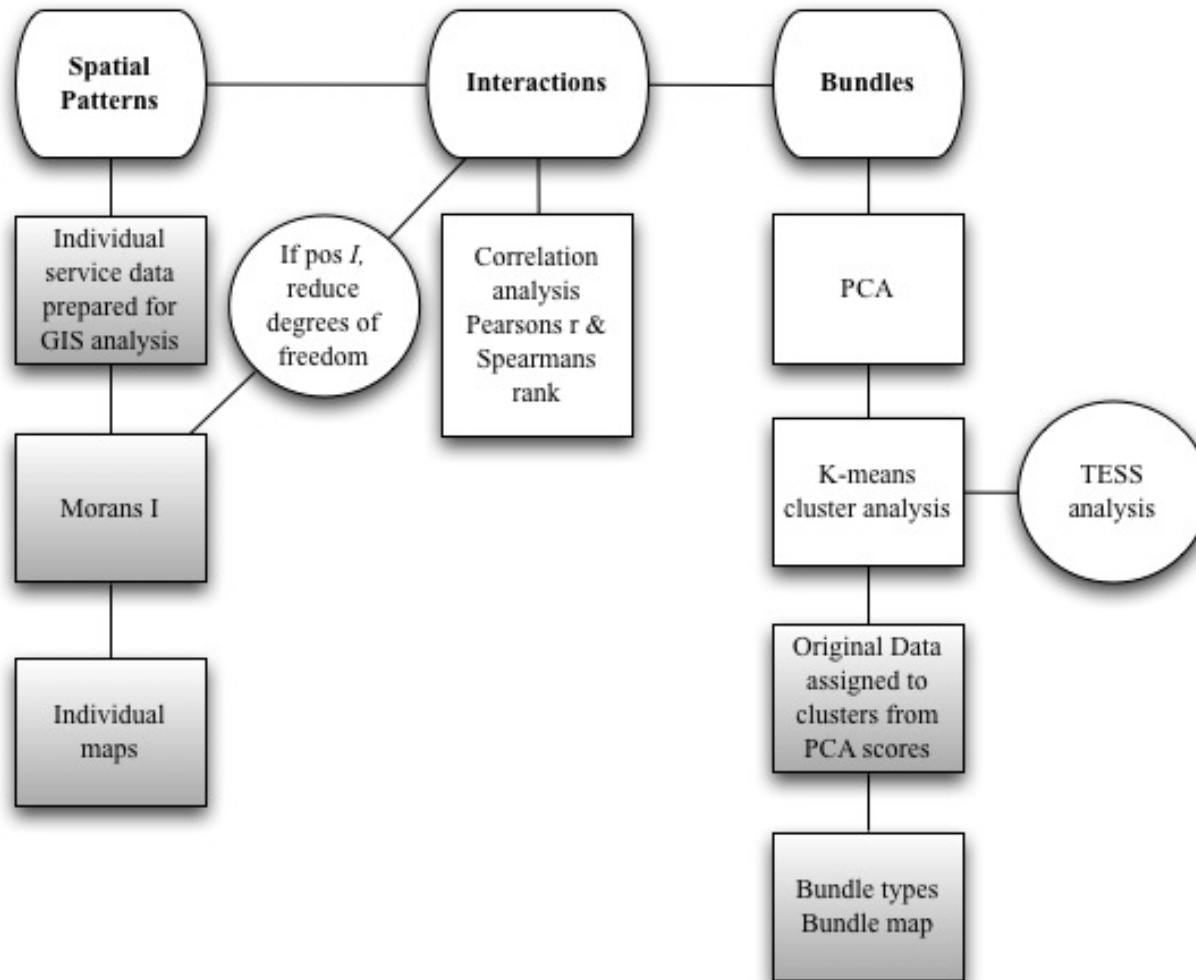 Spatial
Patterns
Interactions
Bundles
Individual
service data
prepared for
GIS analysis
If pos I,
reduce
degrees of
freedom
Correlation
analysis
Pearsons r &
Spearmans
rank
PCA
Morans I
K-means
cluster analysis
TESS
analysis
Individual
maps
Original Data
assigned to
clusters from
PCA scores
Bundle types
Bundle map